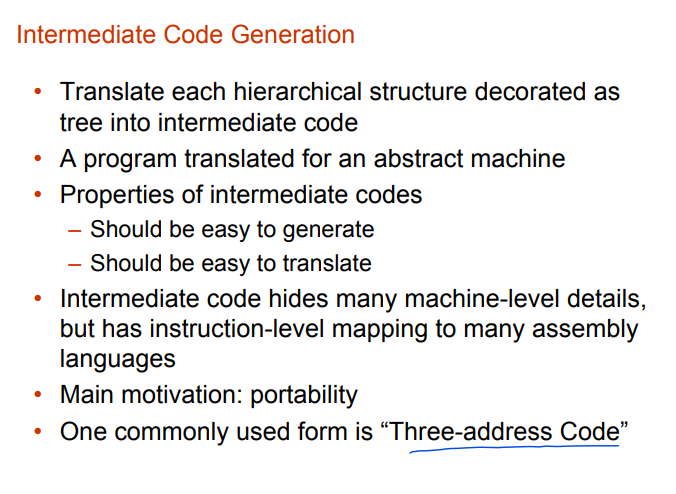 Intermediate Code Generation
• Translate each hierarchical structure decorated as
tree into intermediate code
• A program translated for an abstract machine
• Properties of intermediate codes
– Should be easy to generate
– Should be easy to translate
• Intermediate code hides many machine-level details,
but has instruction-level mapping to many assembly
languages
• Main motivation: portability
• One commonly used form is “Three-address Code”